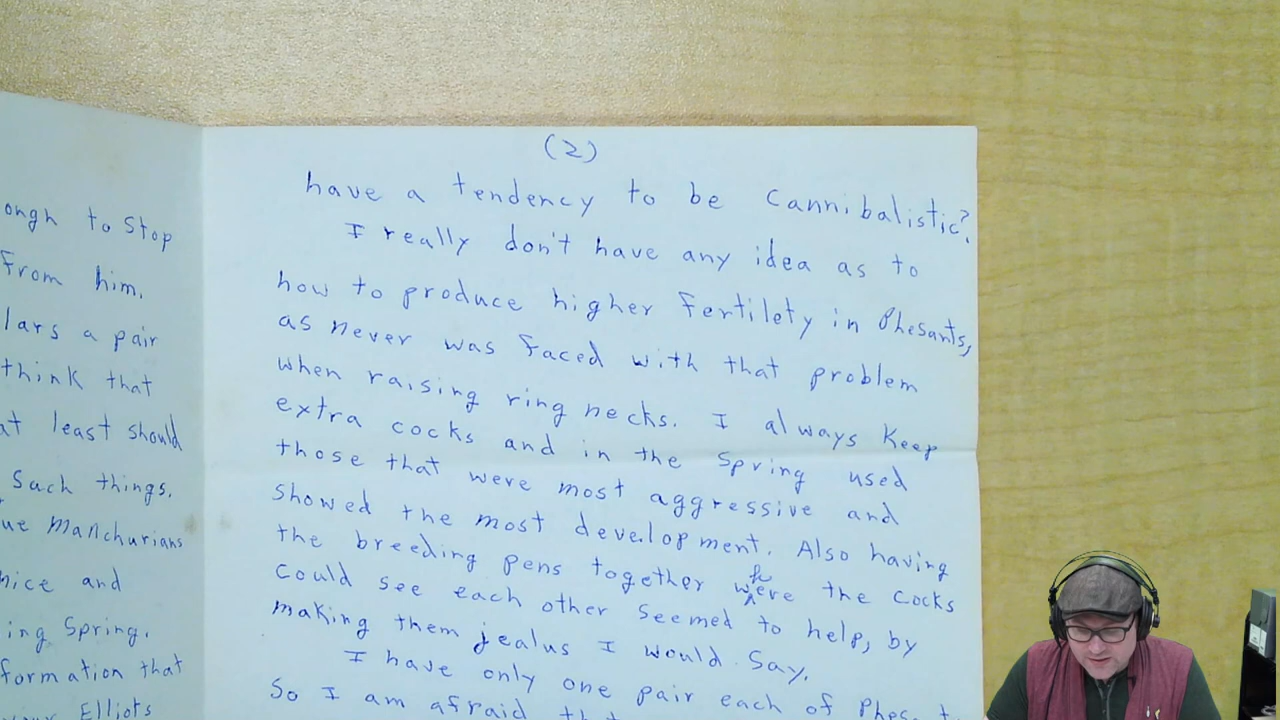 ongh to Stop
From him.
lars a pair
think that
at least should
Such things.
ue Manchurians
nice and
ing Spring.
formation that
Elliots
(2)
have a tendency to be Cannibalistic?
I really don't have any idea as to
how to produce higher Fertilety in Phesants,
as never was Faced with that problem
when raising ring necks. I always Keep
extra cocks and in the Spring used
those that were most aggressive and
Showed the most development. Also having
the breeding pens together where the cocks
Could see each other Seemed to help, by
making them jealus I would Say.
I have only one pair each of
So I am afraid